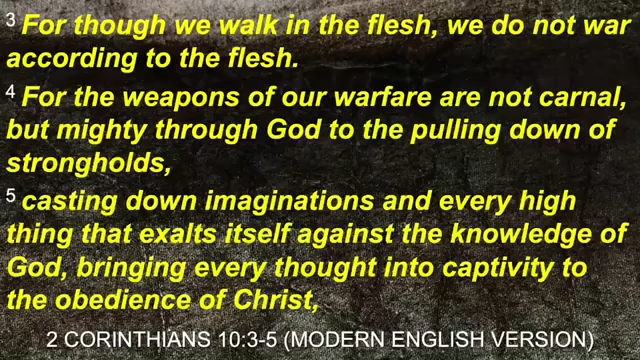 3 For though we walk in the flesh, we do not war
according to the flesh.
4 For the weapons of our warfare are not carnal,
but mighty through God to the pulling down of
strongholds,
5 casting down imaginations and every high
thing that exalts itself against the knowledge of
God, bringing every thought into captivity to
the obedience of Christ,
2 CORINTHIANS 10:3-5 (MODERN ENGLISH VERSION)